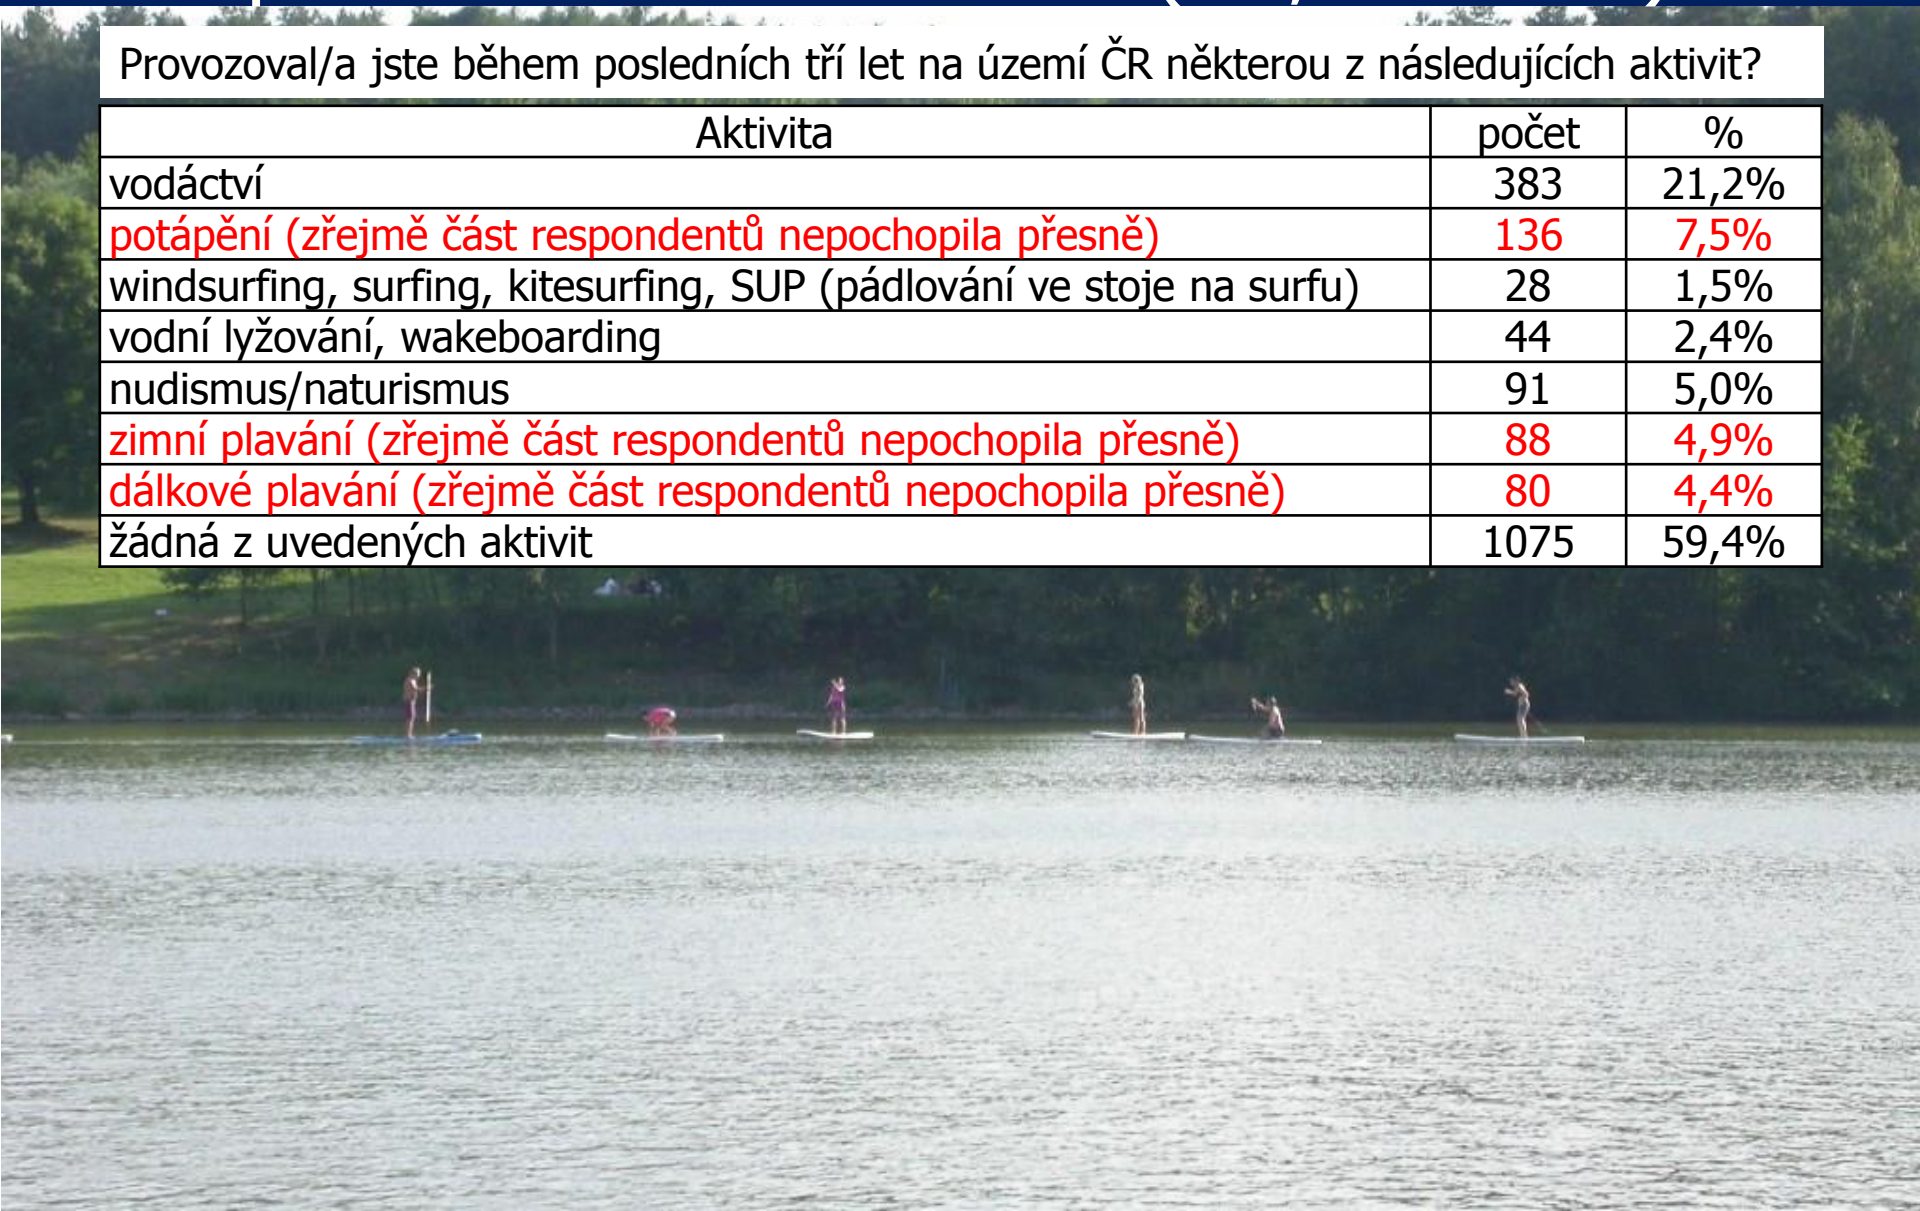 Provozoval/a jste během posledních tří let na území ČR některou z následujících aktivit?
Aktivita počet %
vodáctví 383 21,2%
potápění (zřejmě část respondentů nepochopila přesně) 136 7,5%
windsurfing, surfing, kitesurfing, SUP (pádlování ve stoje na surfu) 28 1,5%
vodní lyžování, wakeboarding 44 2,4%
nudismus/naturismus 91 5,0%
zimní plavání (zřejmě část respondentů nepochopila přesně) 88 4,9%
dálkové plavání (zřejmě část respondentů nepochopila přesně) 80 4,4%
žádná z uvedených aktivit 1075 59,4%